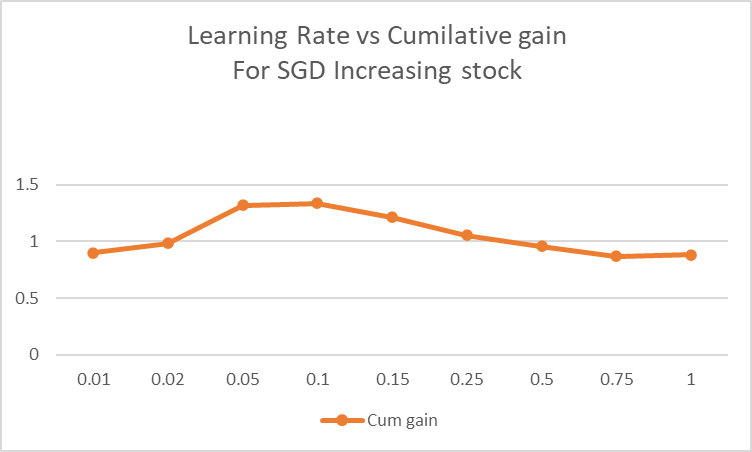 Learning Rate vs Cumilative gain
For SGD Increasing stock
1.5
1
0.5
0
0.01 0.02 0.05 0.1 0.15 0.25 0.5 0.75 1
Cum gain